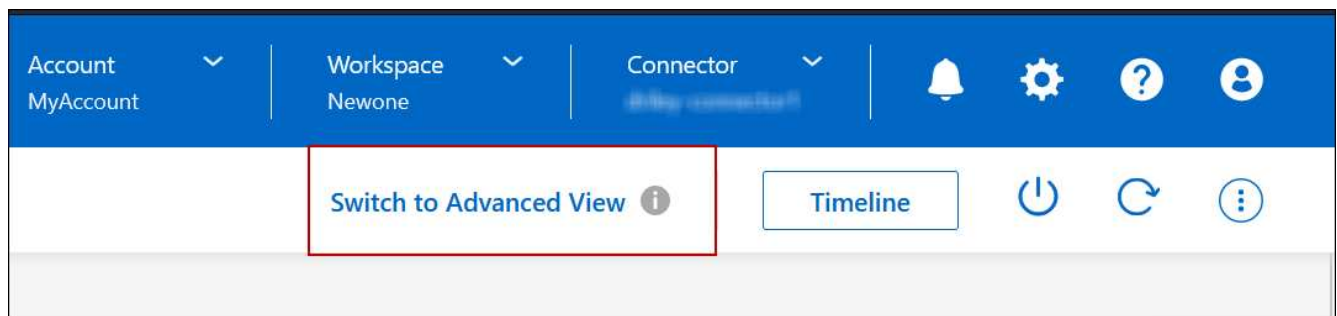 Account
MyAccount
Workspace
Newone
Connector
Switch to Advanced View
Timeline